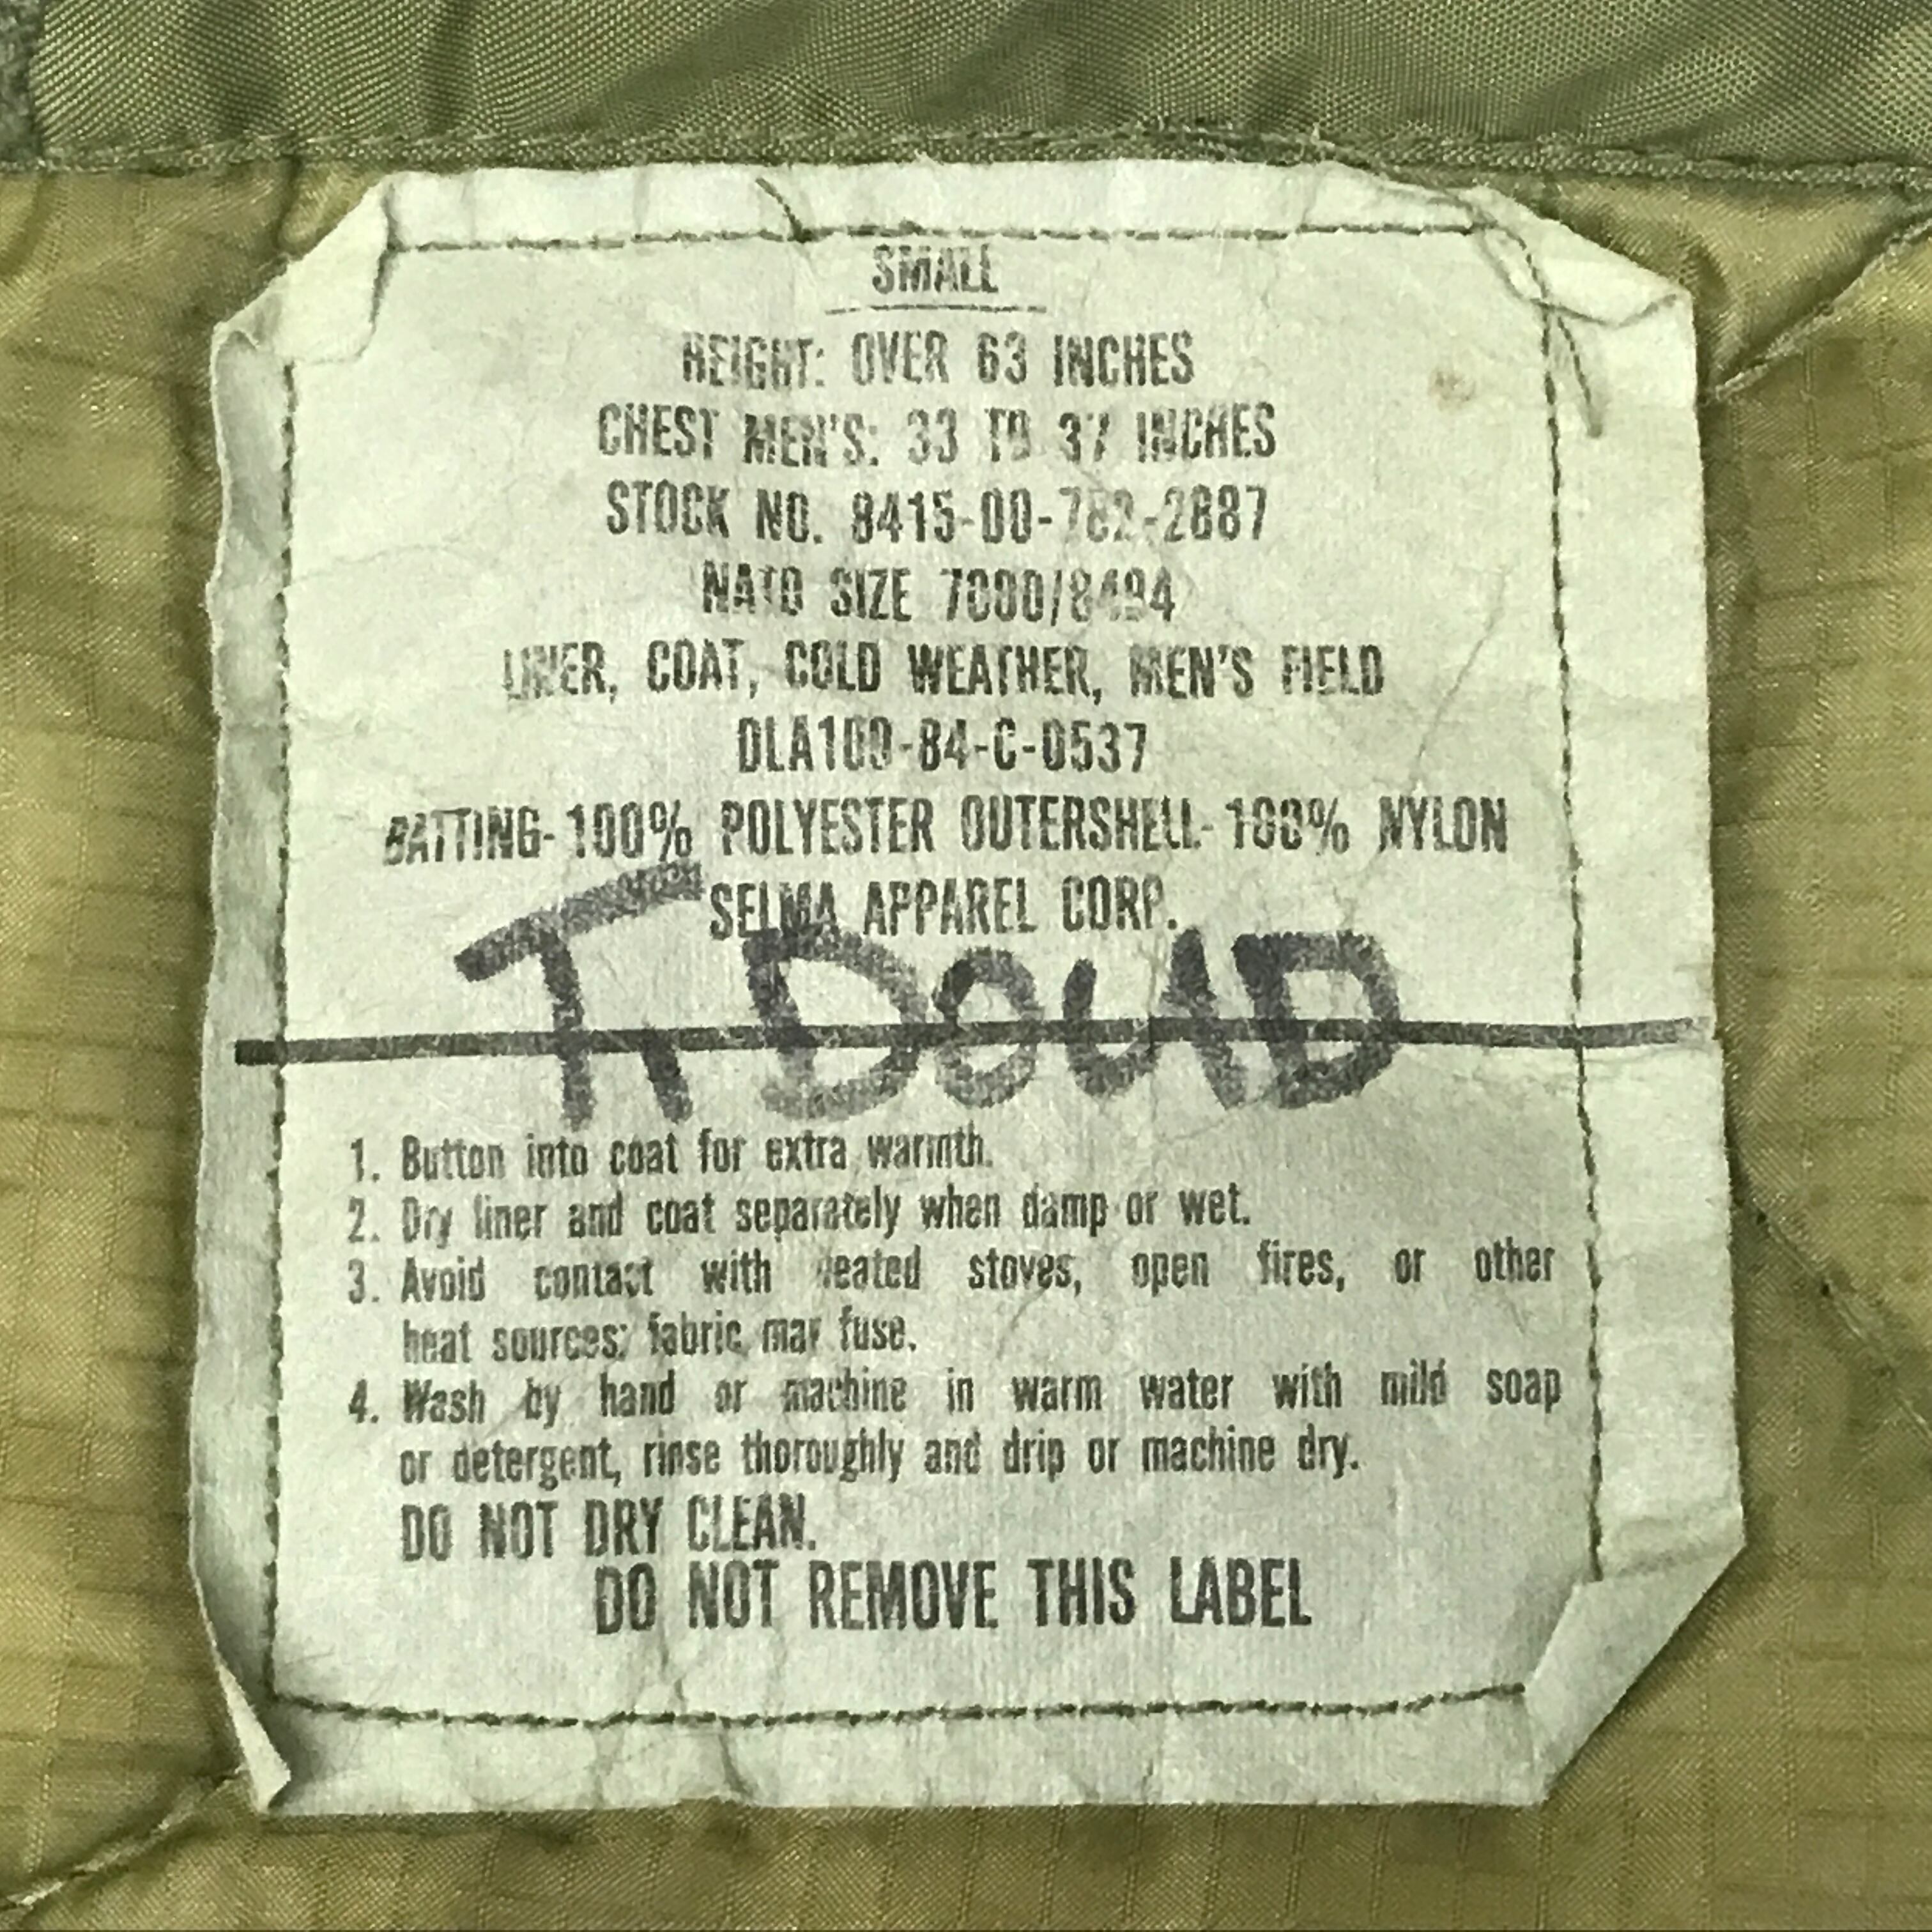 SMALL
HEIGHT: OVER 63 INCHES
CHEST MEN'S: 33 TO 37 INCHES
STOCK NO. 8415-00-782-2887
NATO SIZE 7000/8494
LINER, COAT, COLD WEATHER, MEN'S FIELD
DLA100-84-C-0537
BATTING-100% POLYESTER OUTERSHELL-100% NYLON
SELMA APPAREL CORP.
T. DOUD
1. Button into coat for extra warmth.
2. Dry liner and coat separately when damp or wet.
3. Avoid contact with heated stoves, open fires, or other
heat sources; fabric may fuse.
4. Wash by hand or machine in warm water with mild soap
or detergent, rinse thoroughly and drip or machine dry.
DO NOT DRY CLEAN.
DO NOT REMOVE THIS LABEL